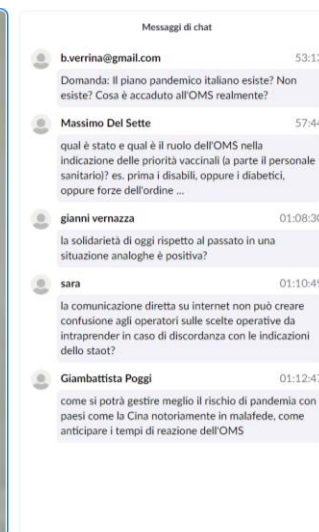 Messaggi di chat
b.verrina@gmail.com
Domanda: Il piano pandemico italiano esiste? Non
esiste? Cosa è accaduto all'OMS realmente?
Massimo Del Sette
qual è stato e qual è il ruolo dell'OMS nella
indicazione delle priorità vaccinali (a parte il personale
sanitario)? es. prima i disabili, oppure i diabetici,
oppure forze dell'ordine ...
gianni vernazza
la solidarietà di oggi rispetto al passato in una
situazione analoghe è positiva?
sara
la comunicazione diretta su internet non può creare
confusione agli operatori sulle scelte operative da
intraprender in caso di discordanza con le indicazioni
dello staot?
Giambattista Poggi
come si potrà gestire meglio il rischio di pandemia con
paesi come la Cina notoriamente in malafede, come
anticipare i tempi di reazione dell'OMS